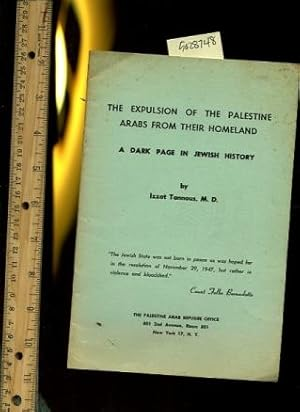 THE EXPULSION OF THE PALESTINE
ARABS FROM THEIR HOMELAND
A DARK PAGE IN JEWISH HISTORY
by
Izzat Tannous, M. D.
"The Jewish State was not born in peace as was hoped for
in the resolution of November 29, 1947, but rather in
violence and bloodshed."
Count Folke Bernadotte
THE PALESTINE ARAB REFUGEE OFFICE
801 2nd Avenue, Room 801
New York 17, N. Y.